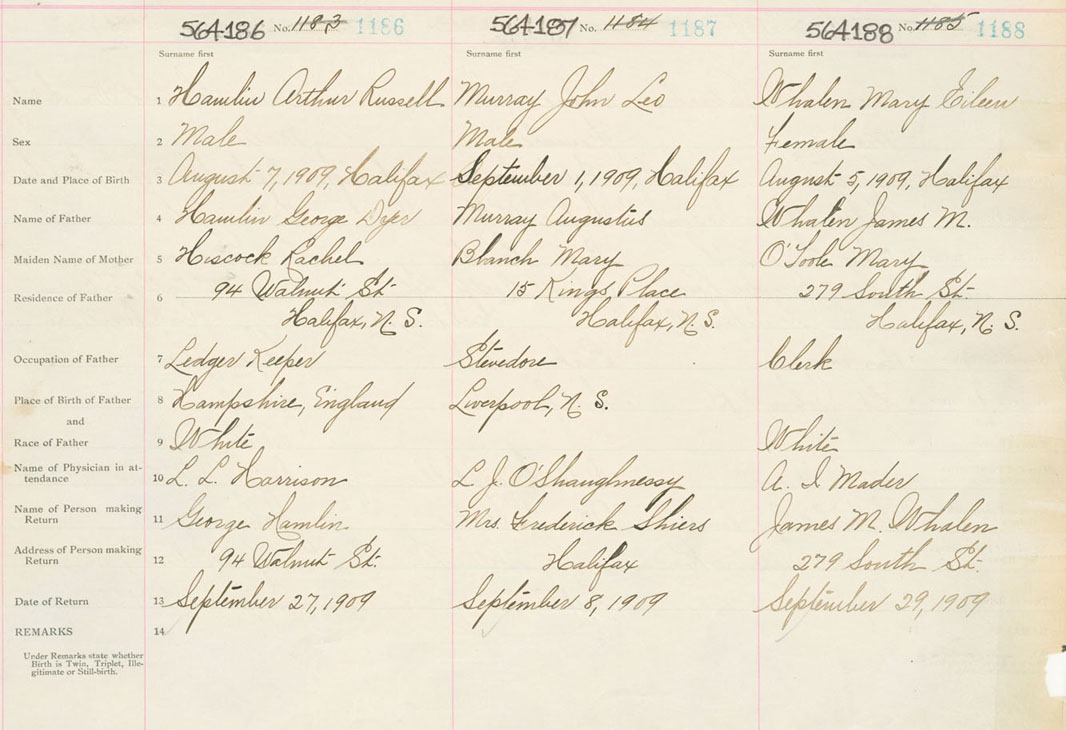 564186 No. 1183 1186 564187 No. 1184 1187 564188 No. 1185 1188
Surname first Surname first Surname first
Name 1 Hamlin Arthur Russell Murray John Leo Whalen Mary Eileen
Sex 2 Male Male Female
Date and Place of Birth 3 August 7, 1909, Halifax September 1, 1909, Halifax August 5, 1909, Halifax
Name of Father 4 Hamlin George Dyer Murray Augustus Whalen James M.
Maiden Name of Mother 5 Hiscock Rachel Blanch Mary O'Toole Mary
Residence of Father 6 94 Walnut St. 15 Kings Place 279 South St.
Halifax, N. S. Halifax, N. S. Halifax, N. S.
Occupation of Father 7 Ledger Keeper Stevedore Clerk
Place of Birth of Father 8 Hampshire, England Liverpool, N. S.
and
Race of Father 9 White White
Name of Physician in at-
tendance 10 L. L. Harrison L J. O'Shaughnessy A. I Mader
Name of Person making
Return 11 George Hamlin Mrs. Frederick Shiers James M. Whalen
Address of Person making
Return 12 94 Walnut St. Halifax 279 South St.
Date of Return 13 September 27, 1909 September 8, 1909 September 29, 1909
REMARKS 14
Under Remarks state whether
Birth is Twin, Triplet, Ille-
gitimate or Still-birth.